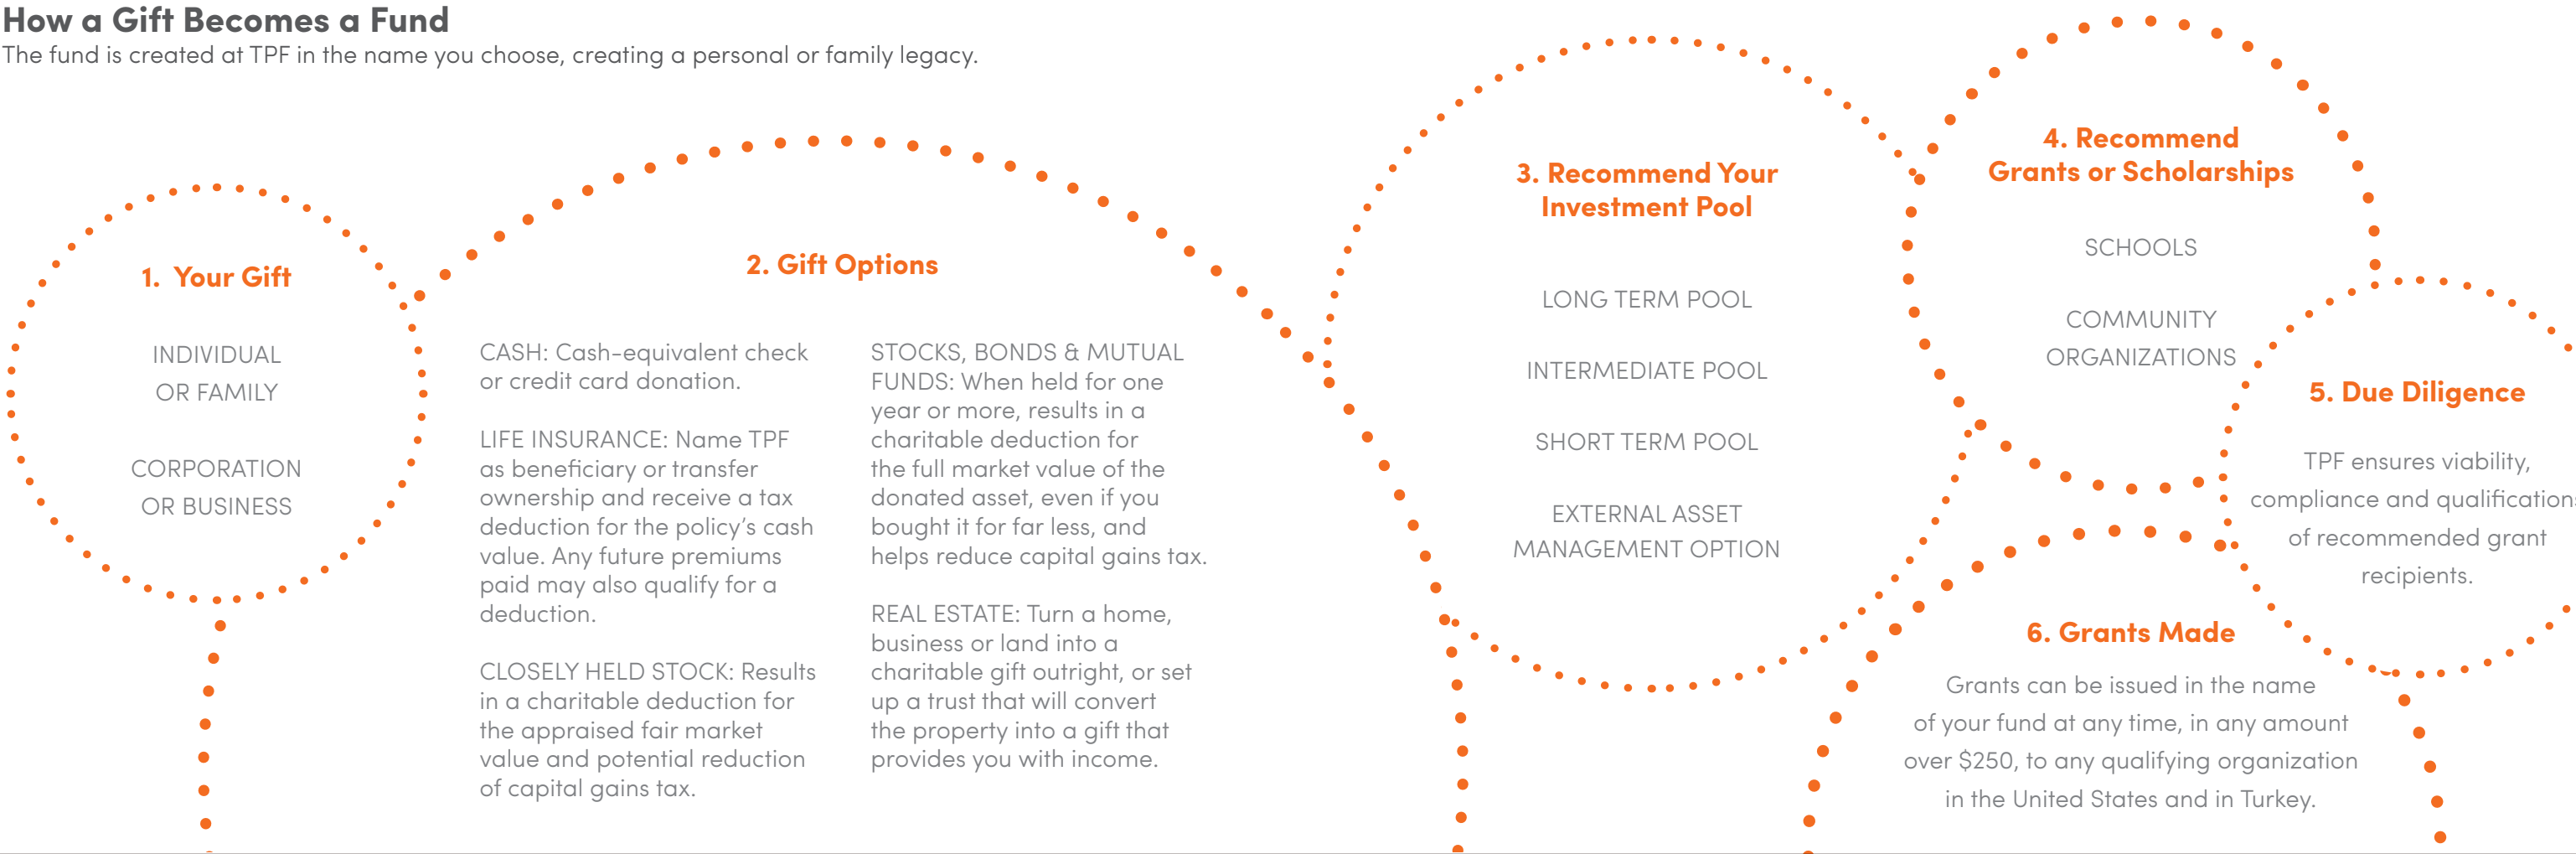 How a Gift Becomes a Fund
The fund is created at TPF in the name you choose, creating a personal or family legacy.
1. Your Gift
INDIVIDUAL
OR FAMILY
CORPORATION
OR BUSINESS
2. Gift Options
CASH: Cash-equivalent check
or credit card donation.
LIFE INSURANCE: Name TPF
as beneficiary or transfer
ownership and receive a tax
deduction for the policy’s cash
value. Any future premiums
paid may also qualify for a
deduction.
CLOSELY HELD STOCK: Results
in a charitable deduction for
the appraised fair market
value and potential reduction
of capital gains tax.
STOCKS, BONDS & MUTUAL
FUNDS: When held for one
year or more, results in a
charitable deduction for
the full market value of the
donated asset, even if you
bought it for far less, and
helps reduce capital gains tax.
REAL ESTATE: Turn a home,
business or land into a
charitable gift outright, or set
up a trust that will convert
the property into a gift that
provides you with income.
3. Recommend Your
Investment Pool
LONG TERM POOL
INTERMEDIATE POOL
SHORT TERM POOL
EXTERNAL ASSET
MANAGEMENT OPTION
4. Recommend
Grants or Scholarships
SCHOOLS
COMMUNITY
ORGANIZATIONS
5. Due Diligence
TPF ensures viability,
compliance and qualifications
of recommended grant
recipients.
6. Grants Made
Grants can be issued in the name
of your fund at any time, in any amount
over $250, to any qualifying organization
in the United States and in Turkey.